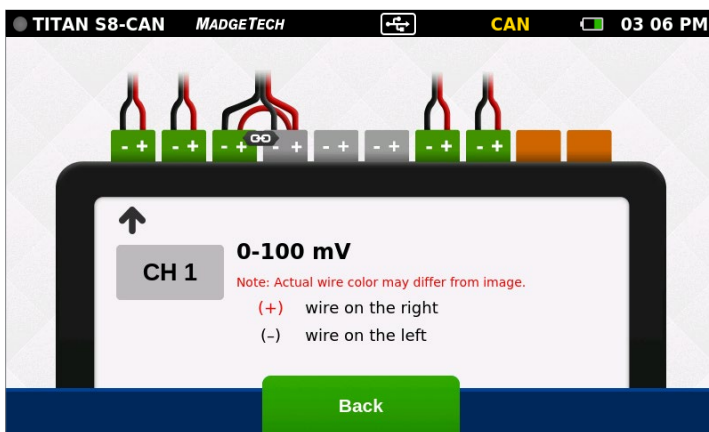 TITAN S8-CAN MADGETECH CAN 03 06 PM
- + - + - + - + - + - + - + - +
CH 1
0-100 mV
Note: Actual wire color may differ from image.
(+) wire on the right
(–) wire on the left
Back